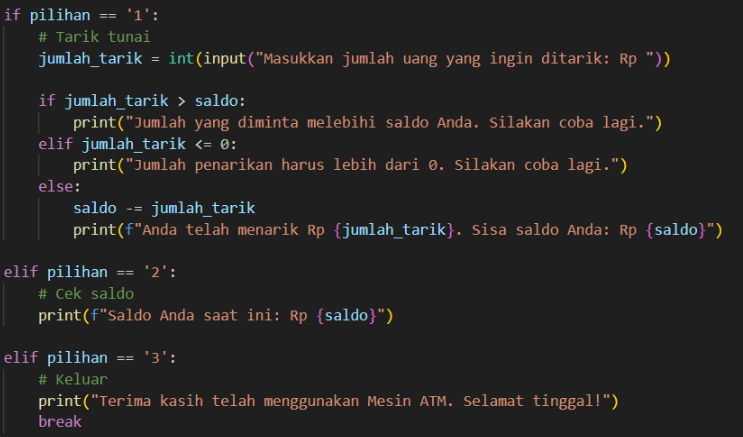 if pilihan == '1':
    # Tarik tunai
    jumlah_tarik = int(input("Masukkan jumlah uang yang ingin ditarik: Rp "))

    if jumlah_tarik > saldo:
        print("Jumlah yang diminta melebihi saldo Anda. Silakan coba lagi.")
    elif jumlah_tarik <= 0:
        print("Jumlah penarikan harus lebih dari 0. Silakan coba lagi.")
    else:
        saldo -= jumlah_tarik
        print(f"Anda telah menarik Rp {jumlah_tarik}. Sisa saldo Anda: Rp {saldo}")

elif pilihan == '2':
    # Cek saldo
    print(f"Saldo Anda saat ini: Rp {saldo}")

elif pilihan == '3':
    # Keluar
    print("Terima kasih telah menggunakan Mesin ATM. Selamat tinggal!")
    break